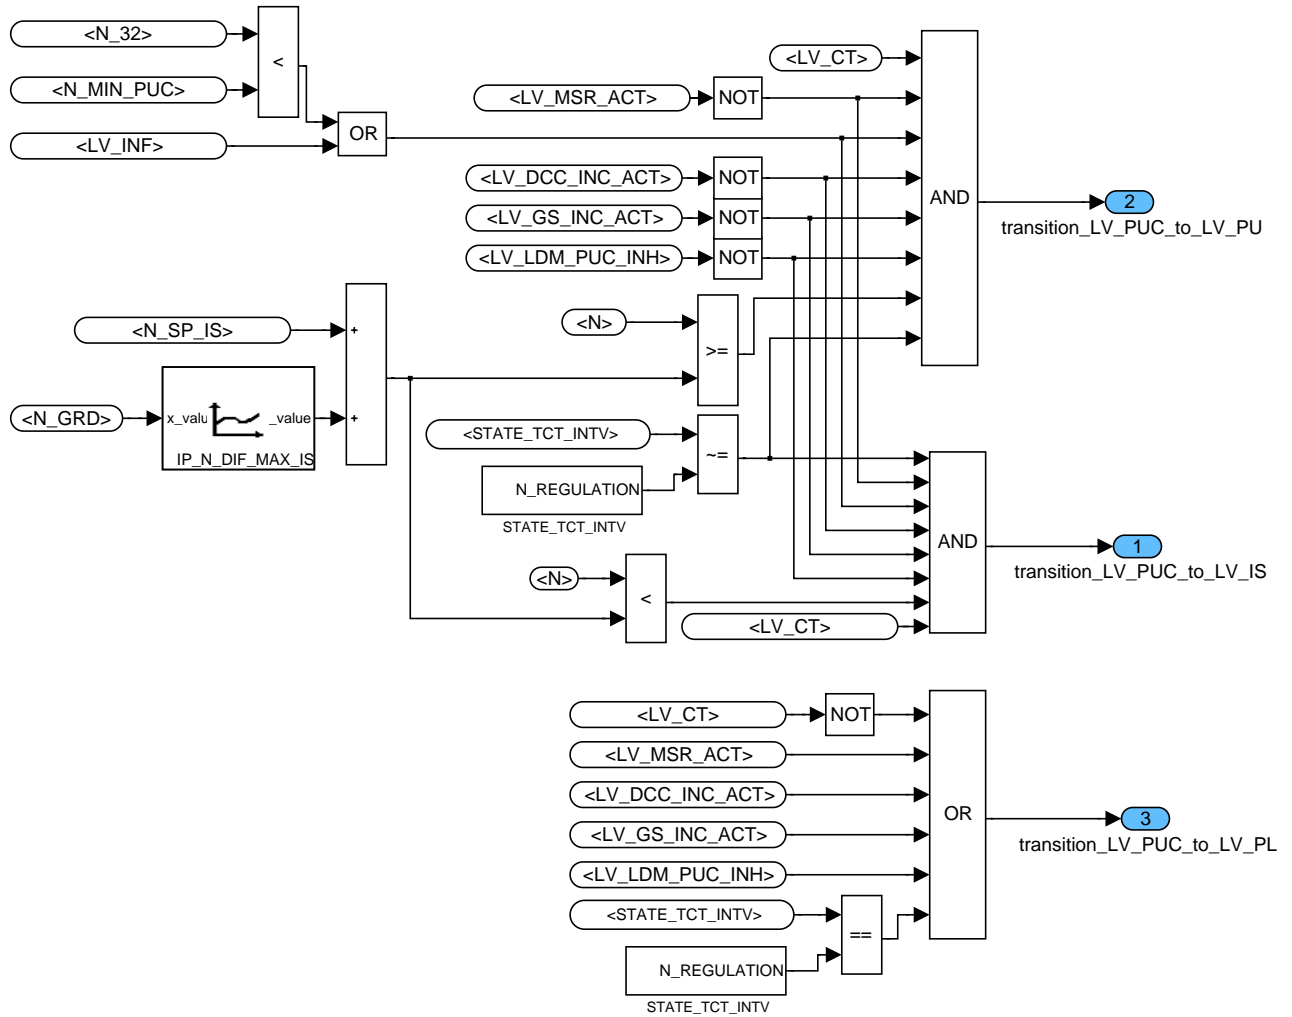 <N_32>
<N_MIN_PUC>
<LV_INF>
<
OR
<LV_CT>
<LV_MSR_ACT>
NOT
<LV_DCC_INC_ACT>
NOT
<LV_GS_INC_ACT>
NOT
<LV_LDM_PUC_INH>
NOT
AND
2
transition_LV_PUC_to_LV_PU
<N_SP_IS>
+
<N_GRD>
x_valu
_value
+
IP_N_DIF_MAX_IS
<N>
>=
<STATE_TCT_INTV>
~=
N_REGULATION
STATE_TCT_INTV
<N>
<
<LV_CT>
AND
1
transition_LV_PUC_to_LV_IS
<LV_CT>
NOT
<LV_MSR_ACT>
<LV_DCC_INC_ACT>
<LV_GS_INC_ACT>
<LV_LDM_PUC_INH>
<STATE_TCT_INTV>
==
N_REGULATION
STATE_TCT_INTV
OR
3
transition_LV_PUC_to_LV_PL